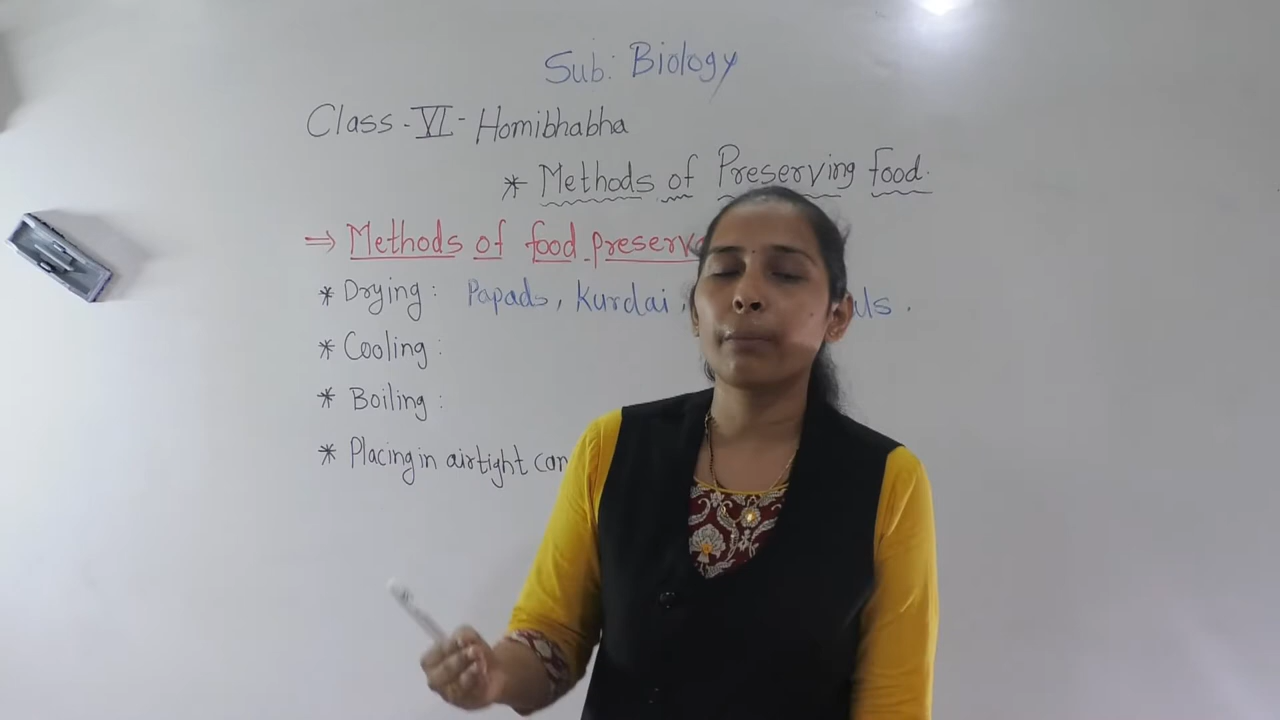 Sub: Biology
Class - VI - Homibhabha
* Methods of Preserving food.
⇒ Methods of food preserv
* Drying : Papads, Kurdai,
* Cooling :
* Boiling :
* Placing in airtight con